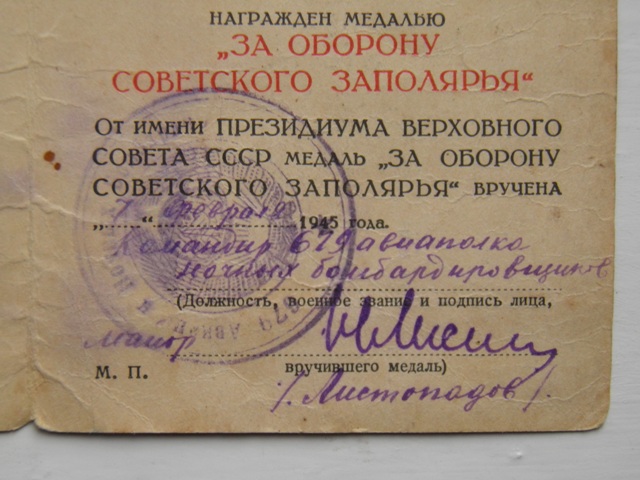 НАГРАЖДЕН МЕДАЛЬЮ
„ЗА ОБОРОНУ
СОВЕТСКОГО ЗАПОЛЯРЬЯ“
ОТ ИМЕНИ ПРЕЗИДИУМА ВЕРХОВНОГО
СОВЕТА СССР МЕДАЛЬ „ЗА ОБОРОНУ
СОВЕТСКОГО ЗАПОЛЯРЬЯ“ ВРУЧЕНА
„7“ февраля 1945 года.
Командир 679 авиаполка
ночных бомбардировщиков
(Должность, военное звание и подпись лица,
майор
М. П. вручившего медаль)
/Листопадов/